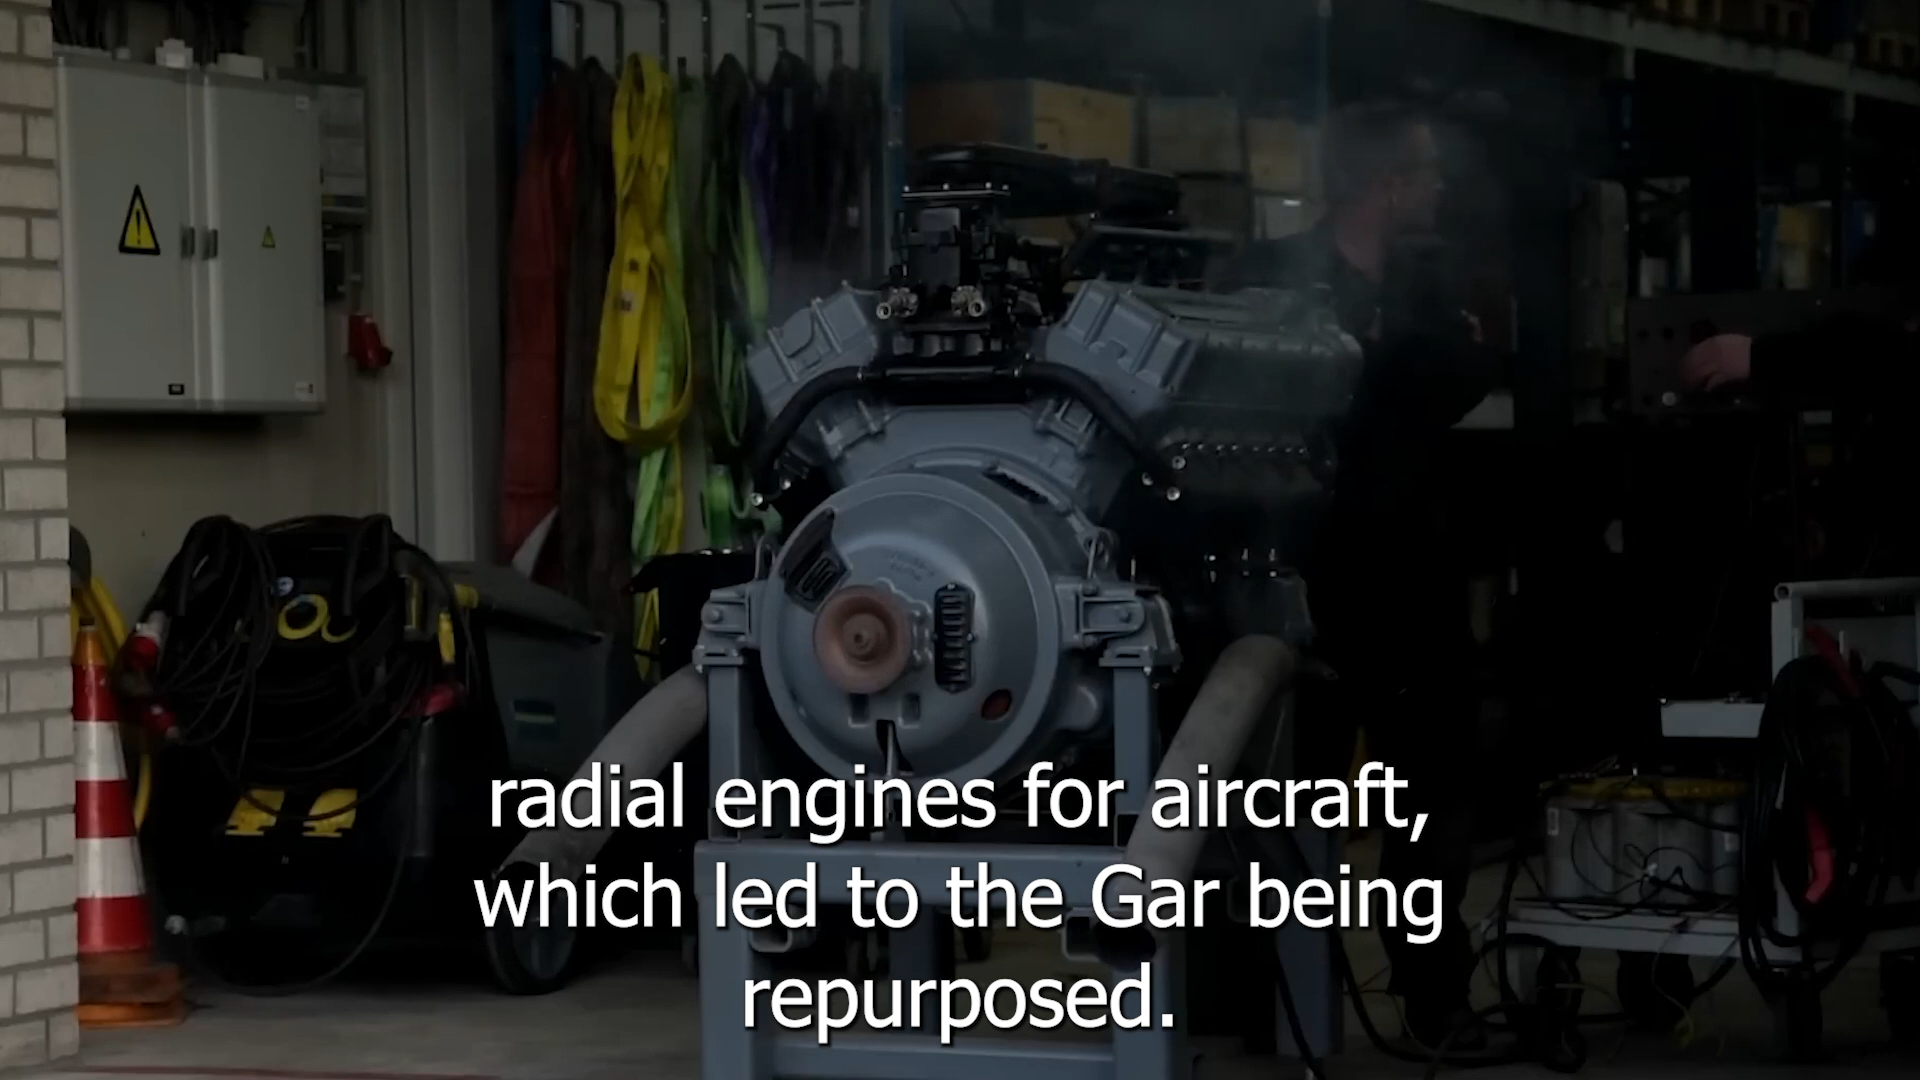 radial engines for aircraft,
which led to the Gar being
repurposed.